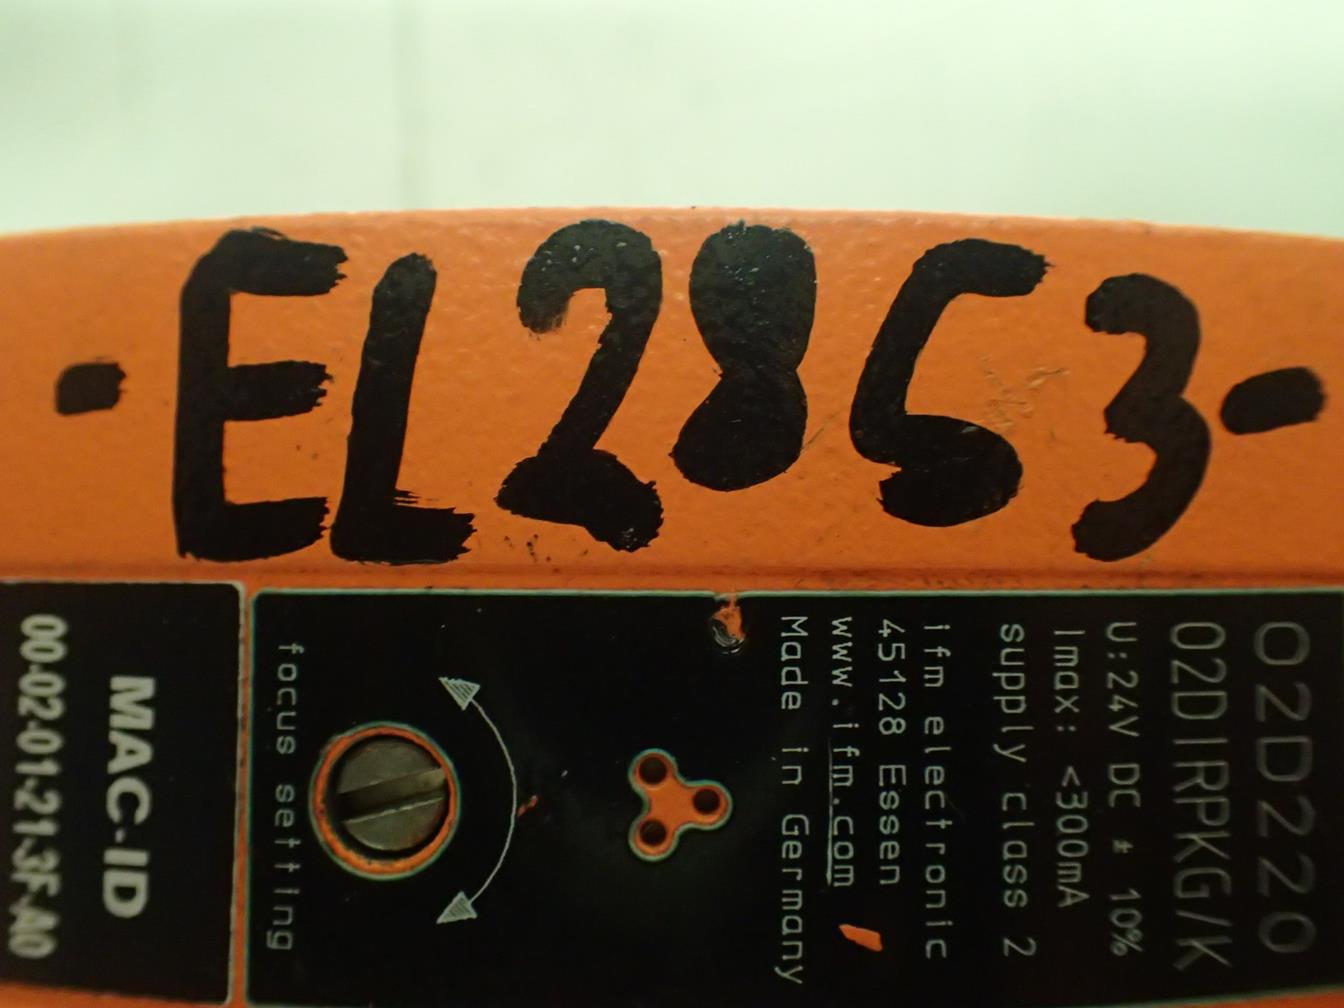 -EL2853-
O2D220
O2DIRPKG/K
U:24V DC ± 10%
Imax: <300mA
supply class 2
ifm electronic
45128 Essen
www.ifm.com
Made in Germany
focus setting
MAC-ID
00-02-01-21-3F-A0